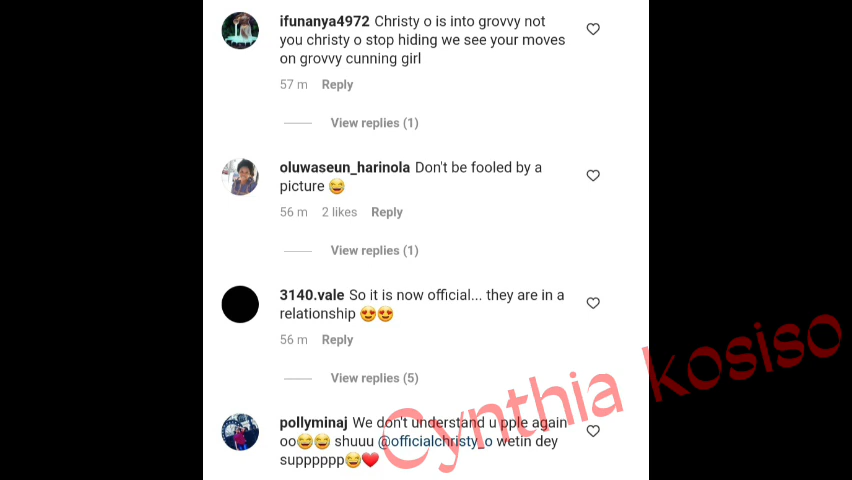 ifunanya4972 Christy o is into grovvy not
you christy o stop hiding we see your moves
on grovvy cunning girl
57 m Reply
View replies (1)
oluwaseun_harinola Don't be fooled by a
picture 😂
56 m 2 likes Reply
View replies (1)
3140.vale So it is now official... they are in a
relationship 😍😍
56 m Reply
View replies (5)
pollyminaj We don't understand u pple again
oo😂😂 shuuu @officialchristy_o wetin dey
supppppp😂❤️
Cynthia kosiso